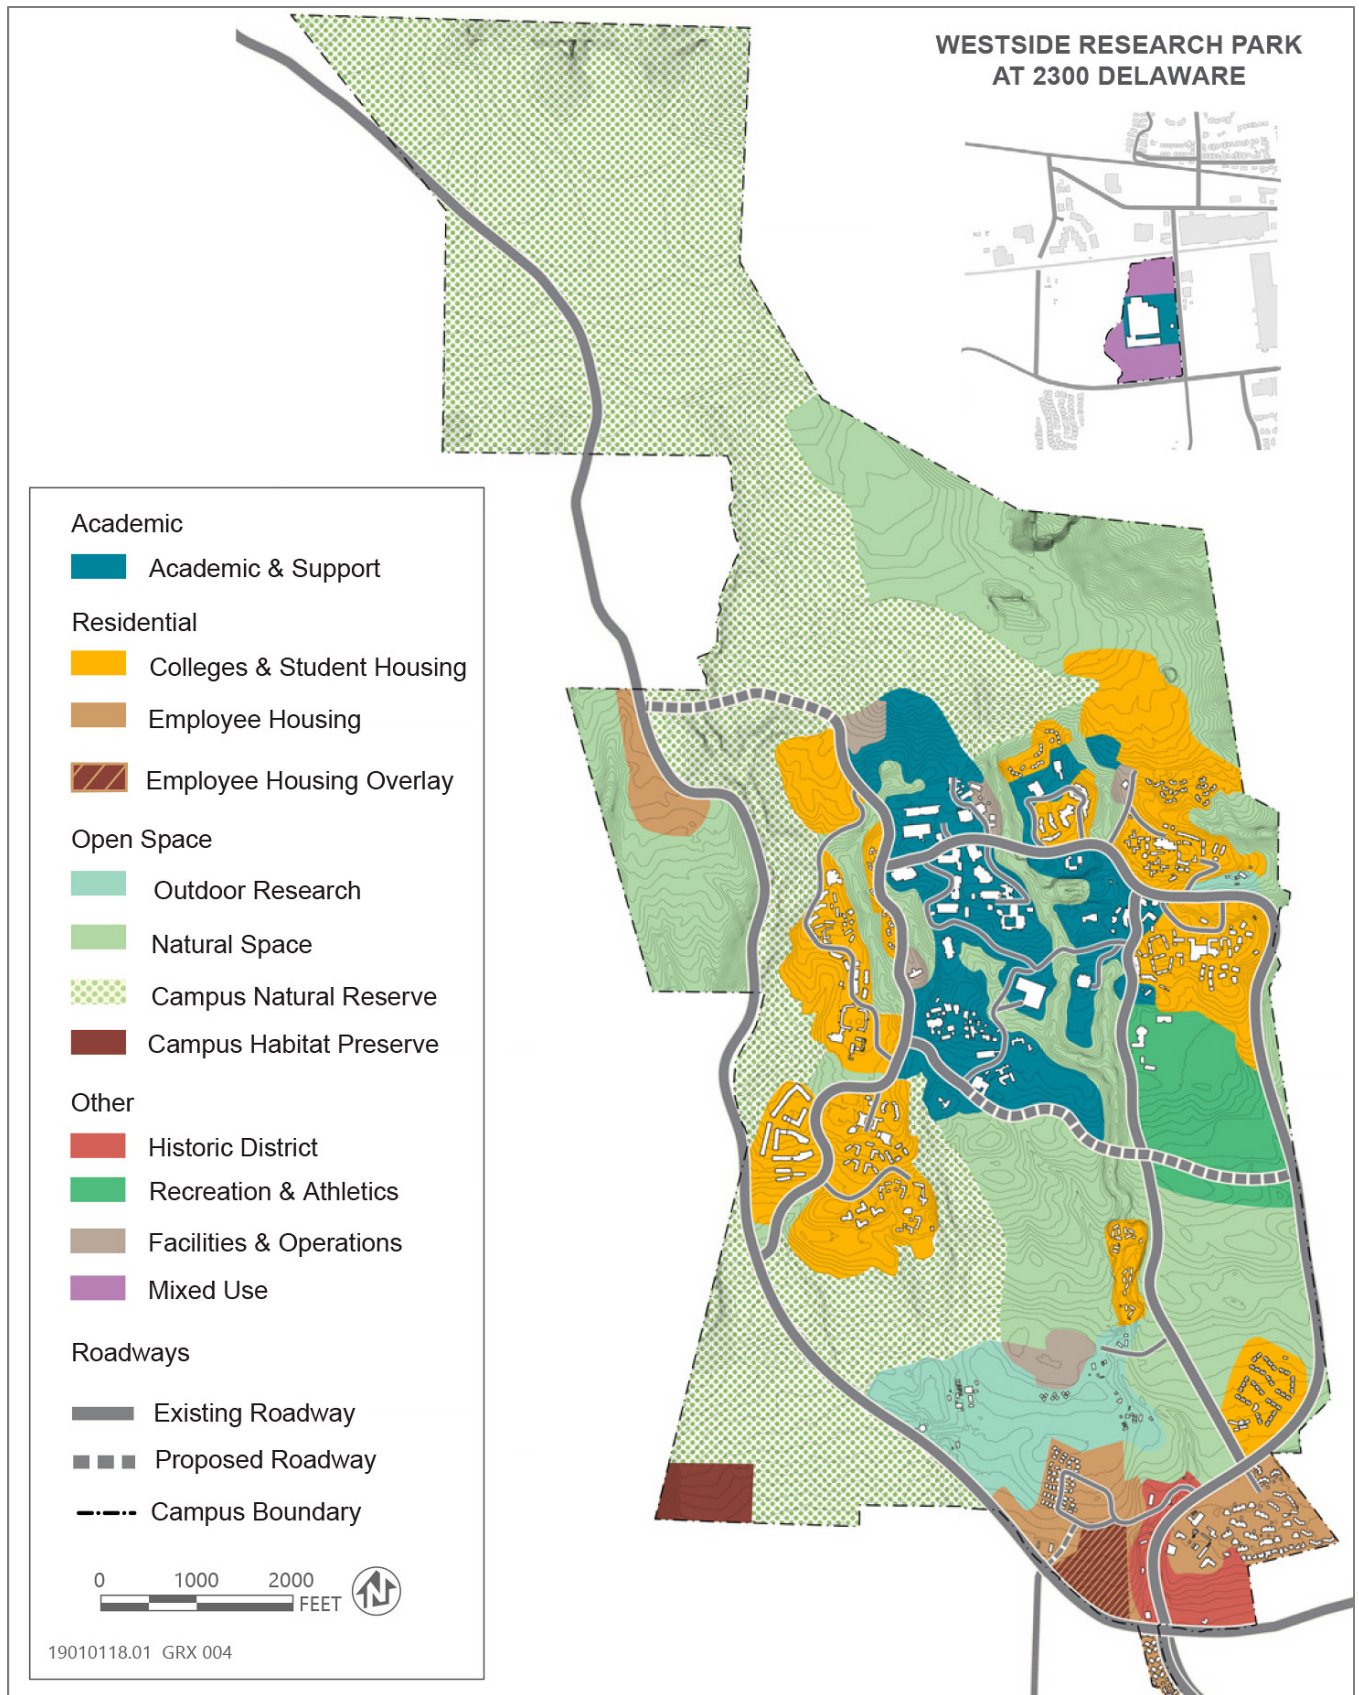 WESTSIDE RESEARCH PARK
AT 2300 DELAWARE
Academic
Academic & Support
Residential
Colleges & Student Housing
Employee Housing
Employee Housing Overlay
Open Space
Outdoor Research
Natural Space
Campus Natural Reserve
Campus Habitat Preserve
Other
Historic District
Recreation & Athletics
Facilities & Operations
Mixed Use
Roadways
Existing Roadway
Proposed Roadway
Campus Boundary
0 1000 2000
FEET
N
19010118.01 GRX 004